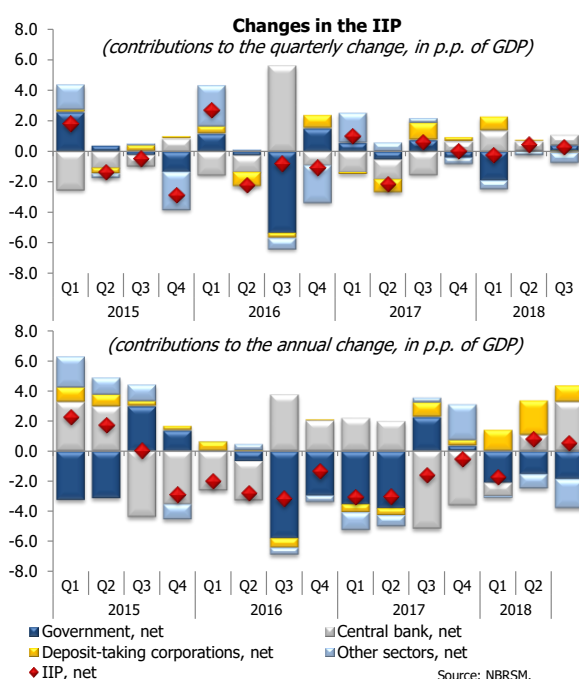 Changes in the IIP
(contributions to the quarterly change, in p.p. of GDP)
8.0
6.0
4.0
2.0
0.0
-2.0
-4.0
-6.0
-8.0
Q1 Q2 Q3 Q4 Q1 Q2 Q3 Q4 Q1 Q2 Q3 Q4 Q1 Q2 Q3
2015 2016 2017 2018
(contributions to the annual change, in p.p. of GDP)
8.0
6.0
4.0
2.0
0.0
-2.0
-4.0
-6.0
-8.0
Q1 Q2 Q3 Q4 Q1 Q2 Q3 Q4 Q1 Q2 Q3 Q4 Q1 Q2
2015 2016 2017 2018
Government, net Central bank, net
Deposit-taking corporations, net Other sectors, net
IIP, net
Source: NBRSM.